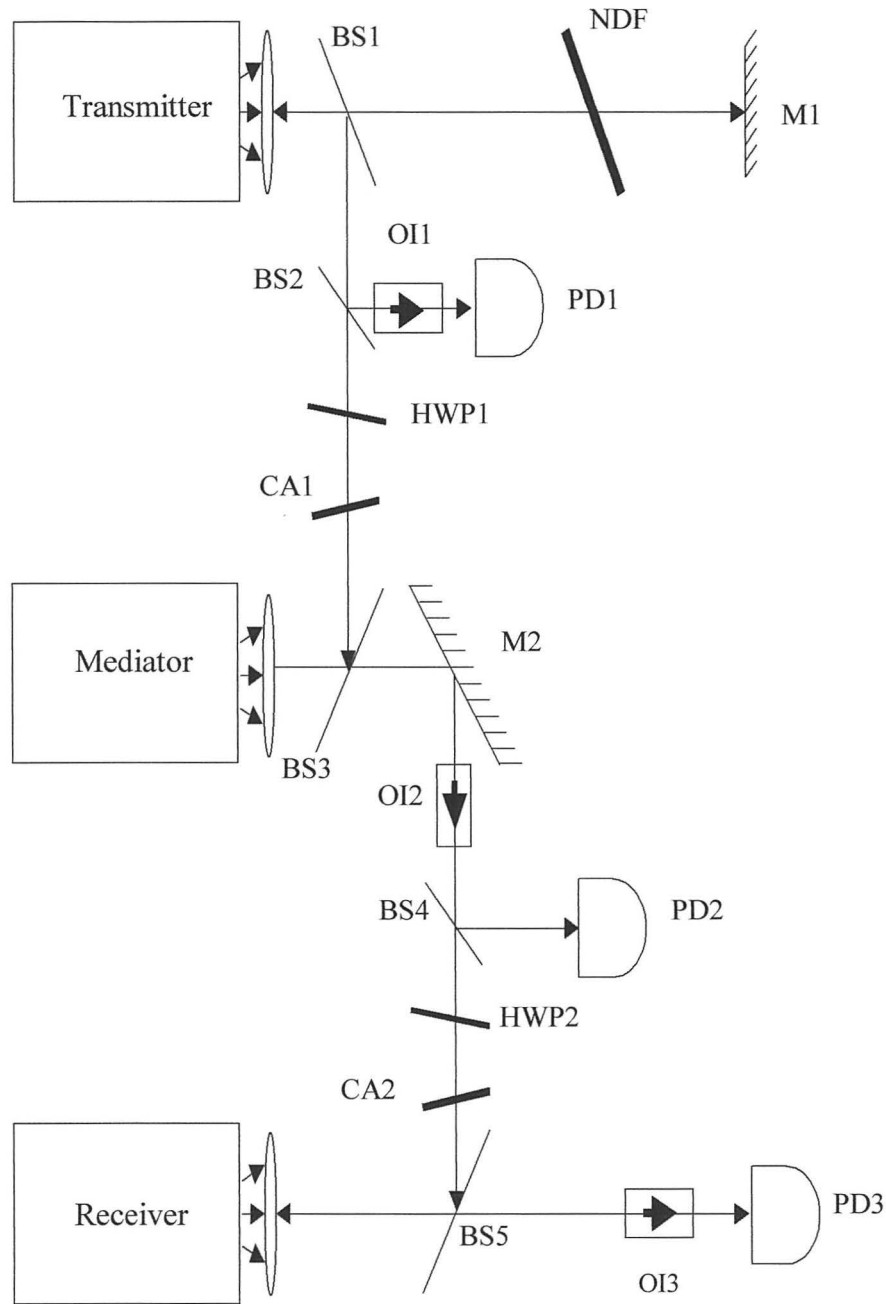 BS1
NDF
Transmitter
M1
OI1
BS2
PD1
HWP1
CA1
Mediator
M2
BS3
OI2
BS4
PD2
HWP2
CA2
Receiver
BS5
PD3
OI3